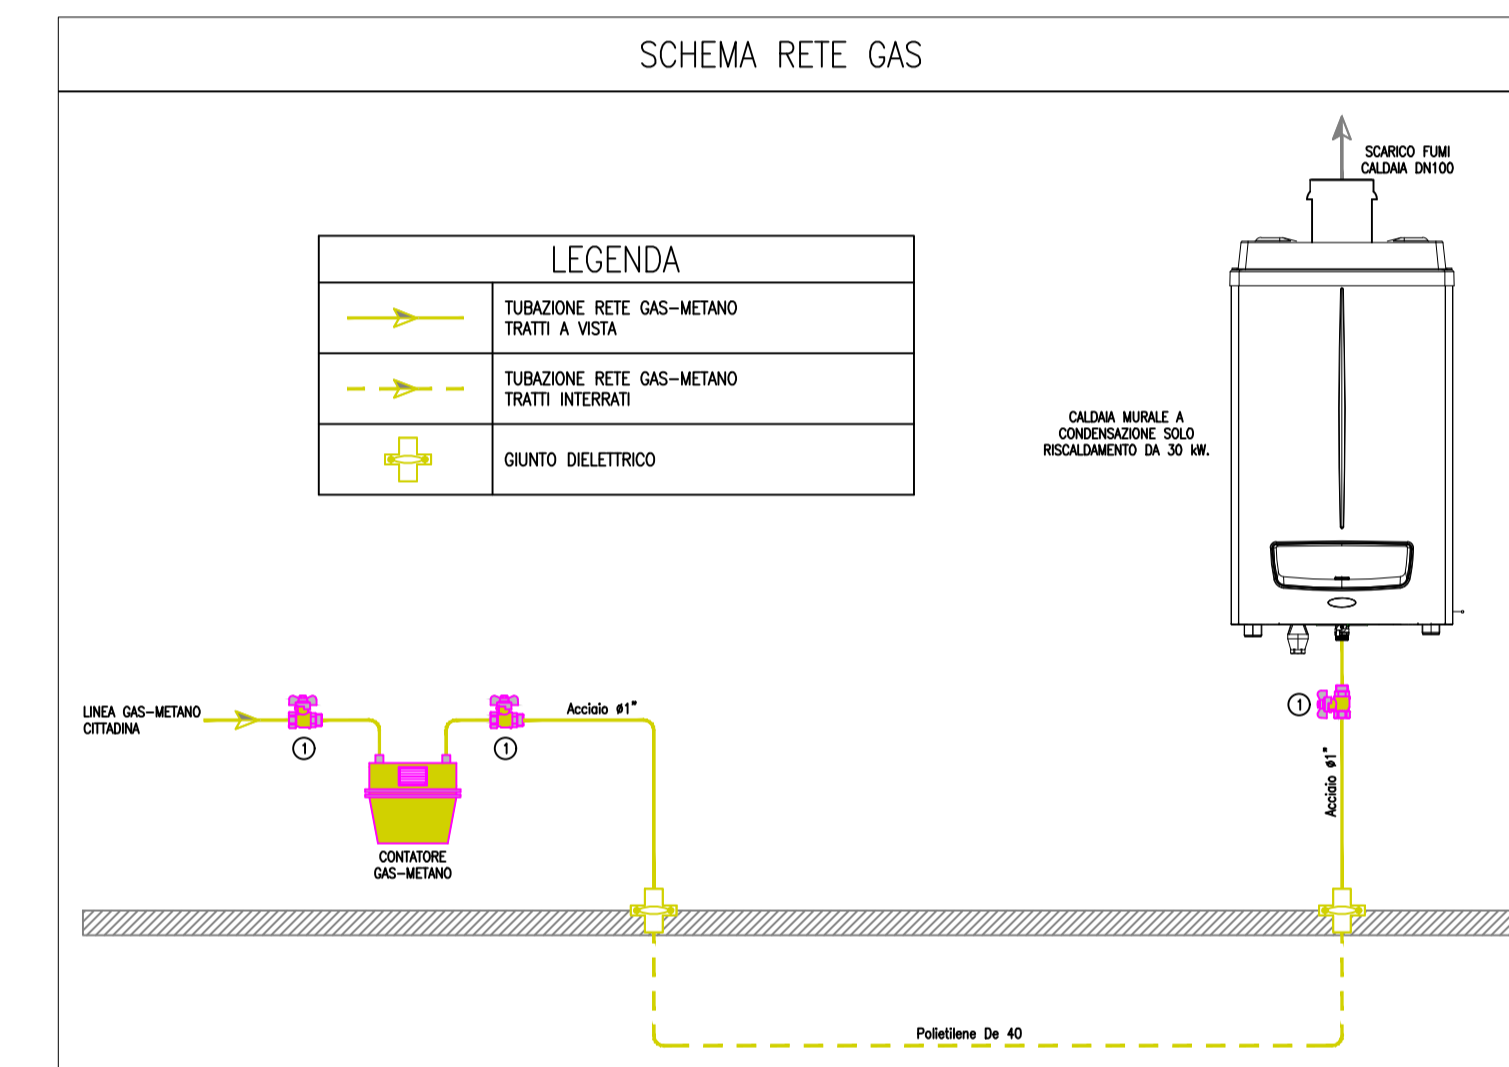 SCHEMA RETE GAS
SCARICO FUMI
CALDAIA DN100
LEGENDA
TUBAZIONE RETE GAS-METANO
TRATTI A VISTA
TUBAZIONE RETE GAS-METANO
TRATTI INTERRATI
GIUNTO DIELETTRICO
CALDAIA MURALE A
CONDENSAZIONE SOLO
RISCALDAMENTO DA 30 kW.
LINEA GAS-METANO
CITTADINA
1
1
Acciaio ø1"
1
Acciaio ø1"
CONTATORE
GAS-METANO
Polietilene De 40